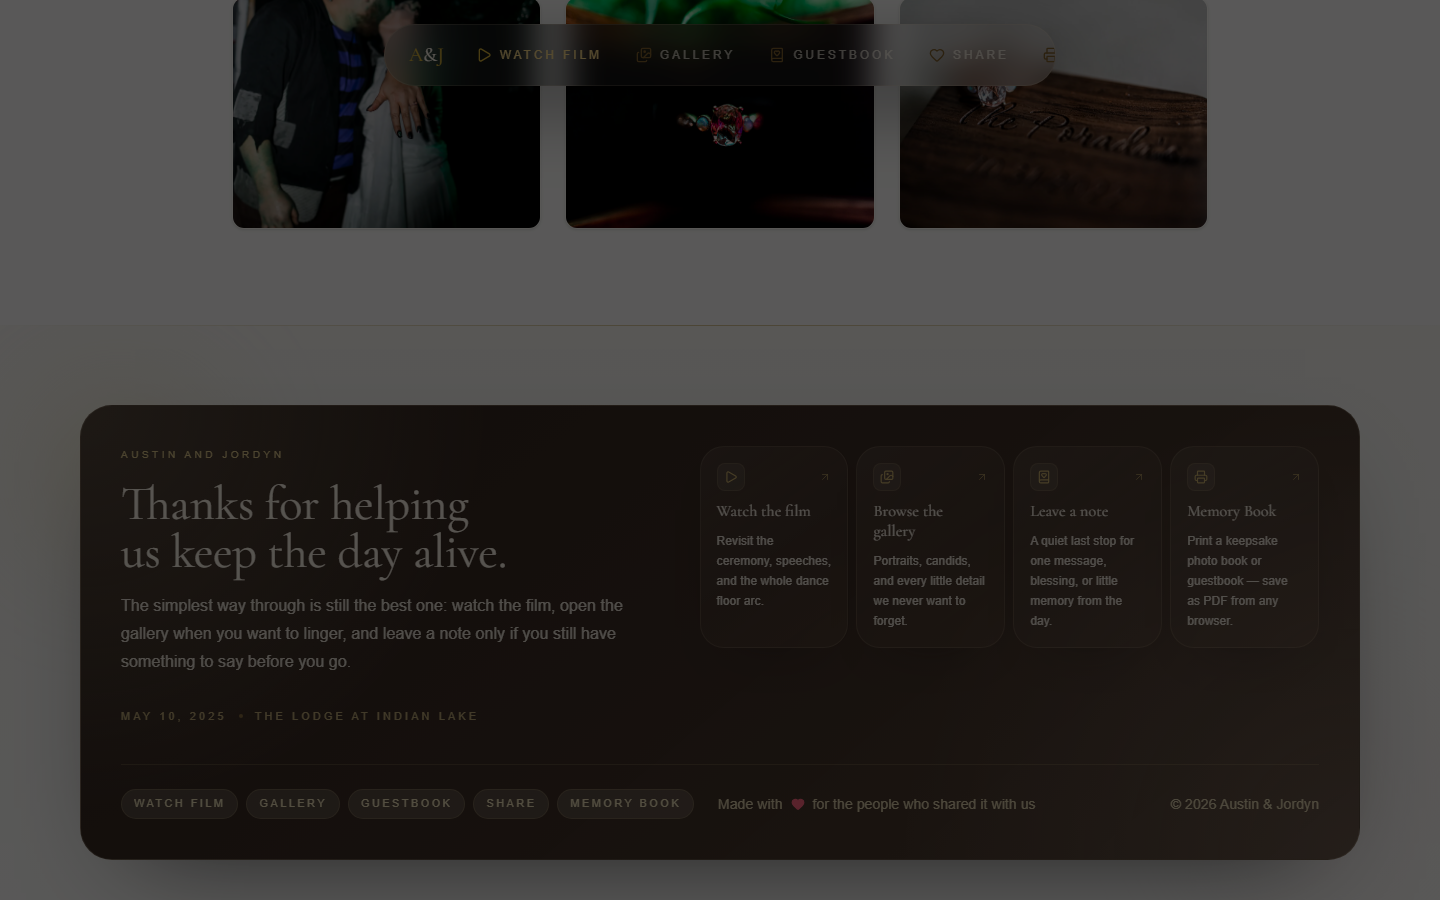 A&J
WATCH FILM
GALLERY
GUESTBOOK
SHARE
The Porada's
AUSTIN AND JORDYN
Thanks for helping
us keep the day alive.
The simplest way through is still the best one: watch the film, open the
gallery when you want to linger, and leave a note only if you still have
something to say before you go.
MAY 10, 2025 • THE LODGE AT INDIAN LAKE
Watch the film
Revisit the
ceremony, speeches,
and the whole dance
floor arc.
Browse the
gallery
Portraits, candids,
and every little detail
we never want to
forget.
Leave a note
A quiet last stop for
one message,
blessing, or little
memory from the
day.
Memory Book
Print a keepsake
photo book or
guestbook — save
as PDF from any
browser.
WATCH FILM
GALLERY
GUESTBOOK
SHARE
MEMORY BOOK
Made with ♥ for the people who shared it with us
© 2026 Austin & Jordyn